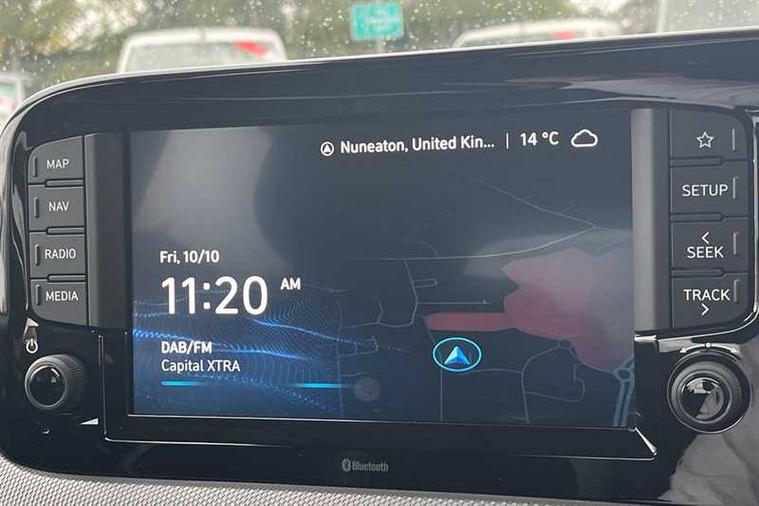 MAP
NAV
RADIO
MEDIA
Nuneaton, United Kin... | 14 °C
Fri, 10/10
11:20 AM
DAB/FM
Capital XTRA
SETUP
SEEK
TRACK
Bluetooth